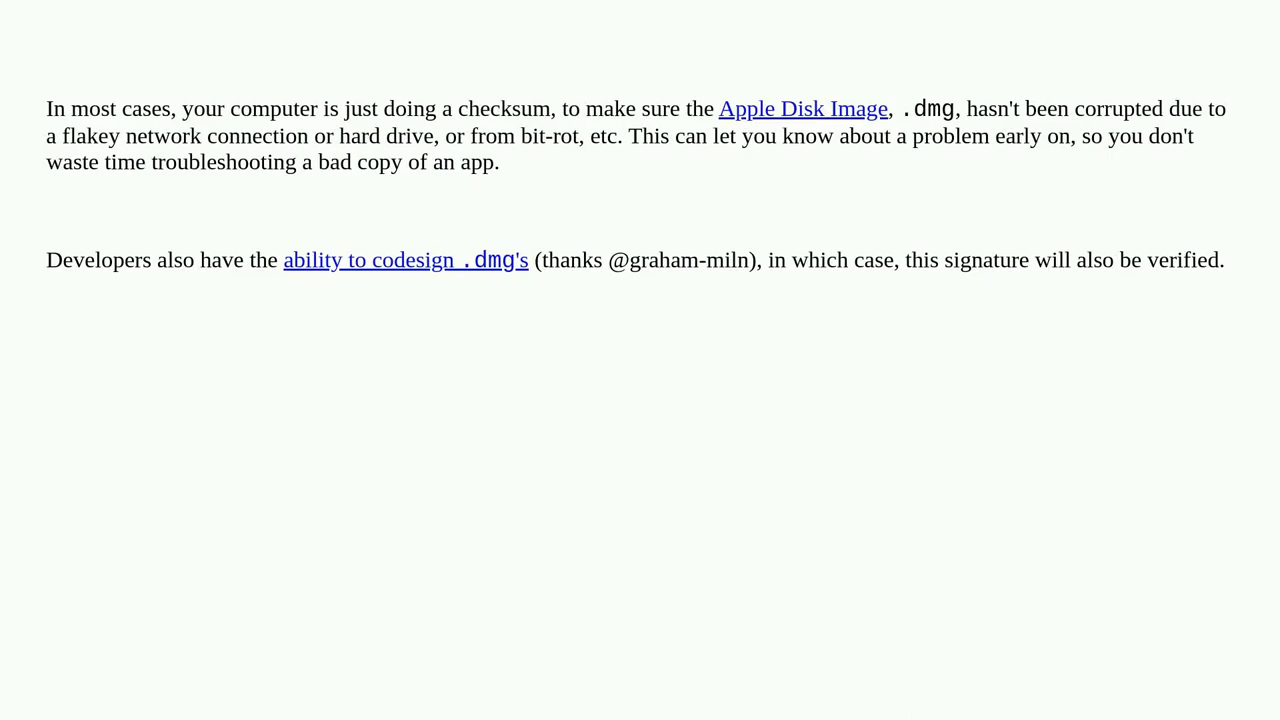 In most cases, your computer is just doing a checksum, to make sure the Apple Disk Image, .dmg, hasn't been corrupted due to
a flakey network connection or hard drive, or from bit-rot, etc. This can let you know about a problem early on, so you don't
waste time troubleshooting a bad copy of an app.
Developers also have the ability to codesign .dmg's (thanks @graham-miln), in which case, this signature will also be verified.